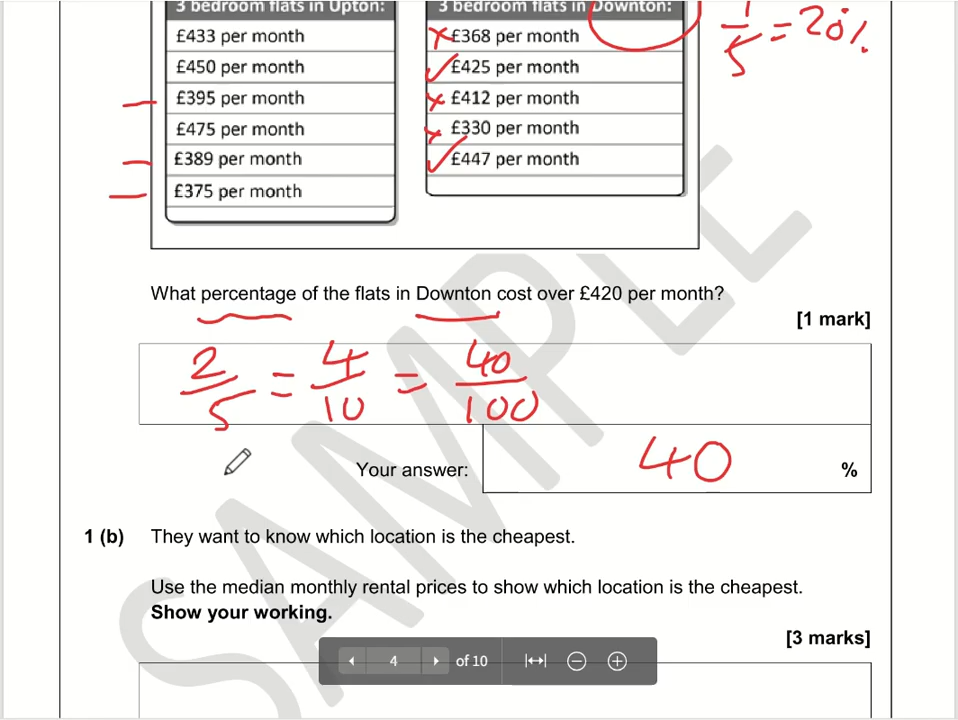 3 bedroom flats in Upton:
£433 per month
£450 per month
£395 per month
£475 per month
£389 per month
£375 per month
3 bedroom flats in Downton:
£368 per month
£425 per month
£412 per month
£330 per month
£447 per month
1/5 = 20%
What percentage of the flats in Downton cost over £420 per month?
[1 mark]
2/5 = 4/10 = 40/100
Your answer: 40 %
1 (b) They want to know which location is the cheapest.
Use the median monthly rental prices to show which location is the cheapest.
Show your working.
[3 marks]
SAMPLE
4 of 10